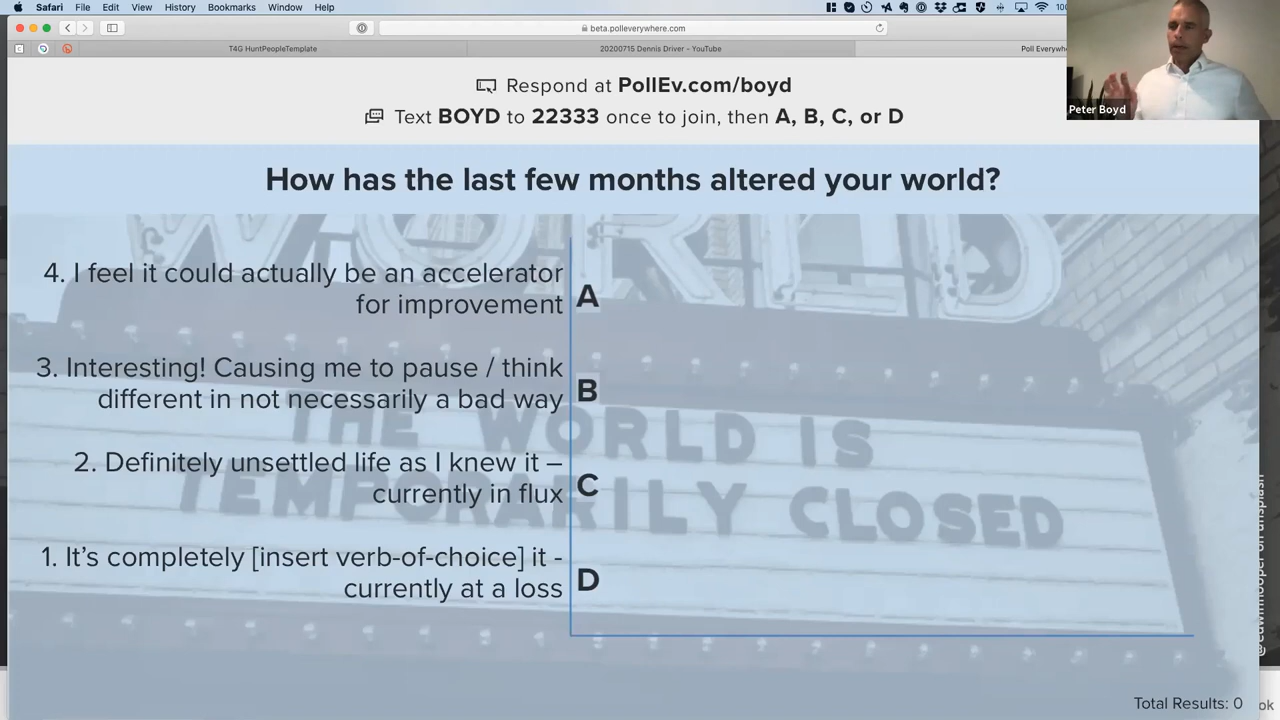 Safari File Edit View History Bookmarks Window Help
beta.polleverywhere.com
T4G HuntPeopleTemplate
20200715 Dennis Driver - YouTube
Poll Everywh
Peter Boyd
Respond at PollEv.com/boyd
Text BOYD to 22333 once to join, then A, B, C, or D
How has the last few months altered your world?
WORLD
4. I feel it could actually be an accelerator
for improvement
A
3. Interesting! Causing me to pause / think
different in not necessarily a bad way
B
THE WORLD IS
2. Definitely unsettled life as I knew it –
currently in flux
C
TEMPORARILY CLOSED
1. It’s completely [insert verb-of-choice] it -
currently at a loss
D
Total Results: 0
ok